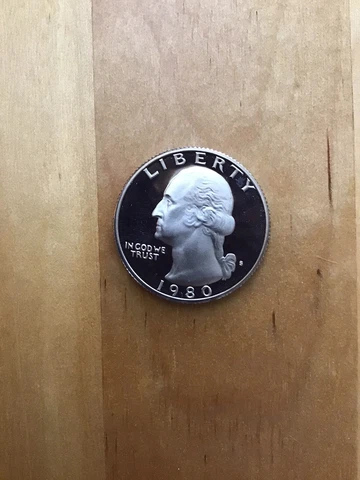 LIBERTY
IN GOD WE
TRUST
S
1980